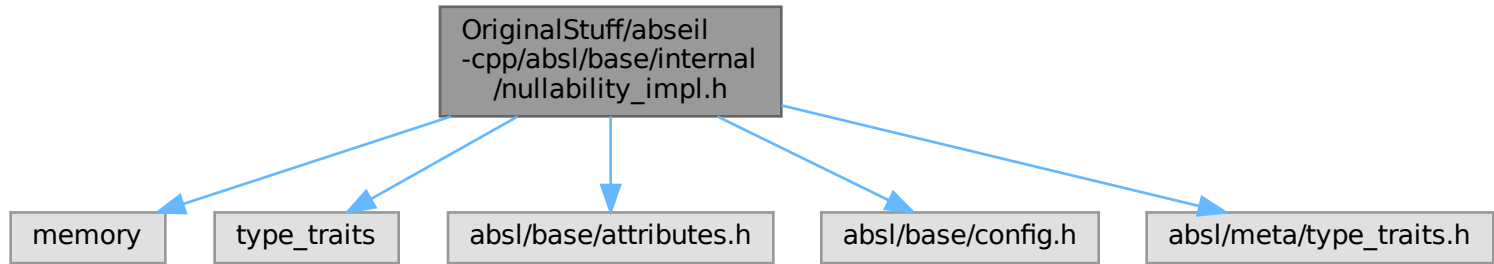 OriginalStuff/abseil
-cpp/absl/base/internal
/nullability_impl.h
memory
type_traits
absl/base/attributes.h
absl/base/config.h
absl/meta/type_traits.h